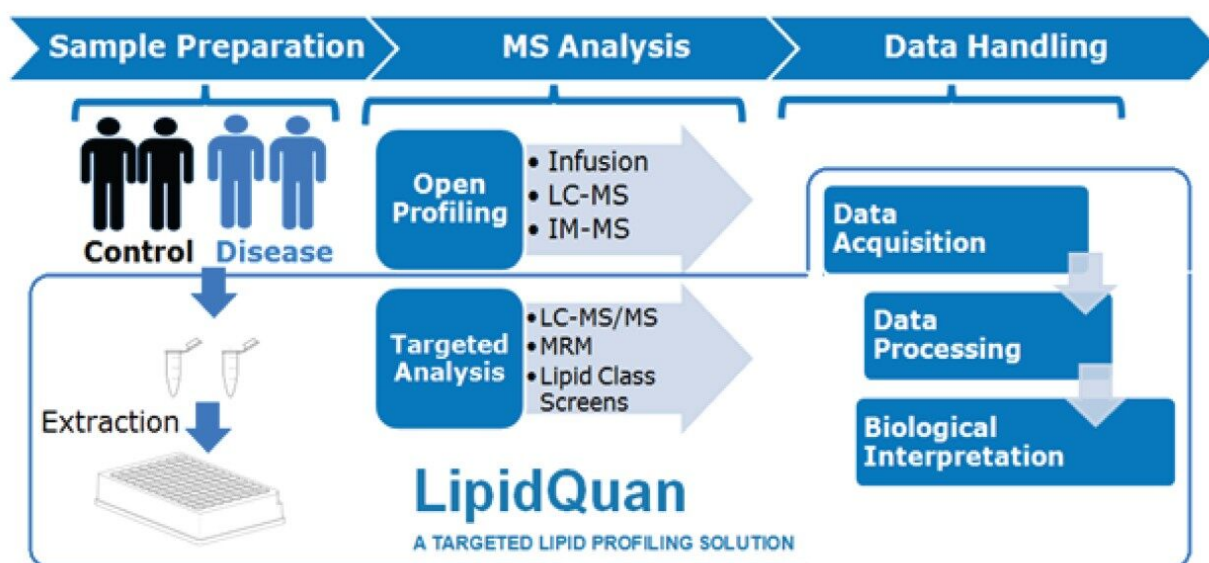 Sample Preparation
MS Analysis
Data Handling
Control Disease
Extraction
Open
Profiling
• Infusion
• LC-MS
• IM-MS
Targeted
Analysis
•LC-MS/MS
•MRM
•Lipid Class
Screens
LipidQuan
A TARGETED LIPID PROFILING SOLUTION
Data
Acquisition
Data
Processing
Biological
Interpretation